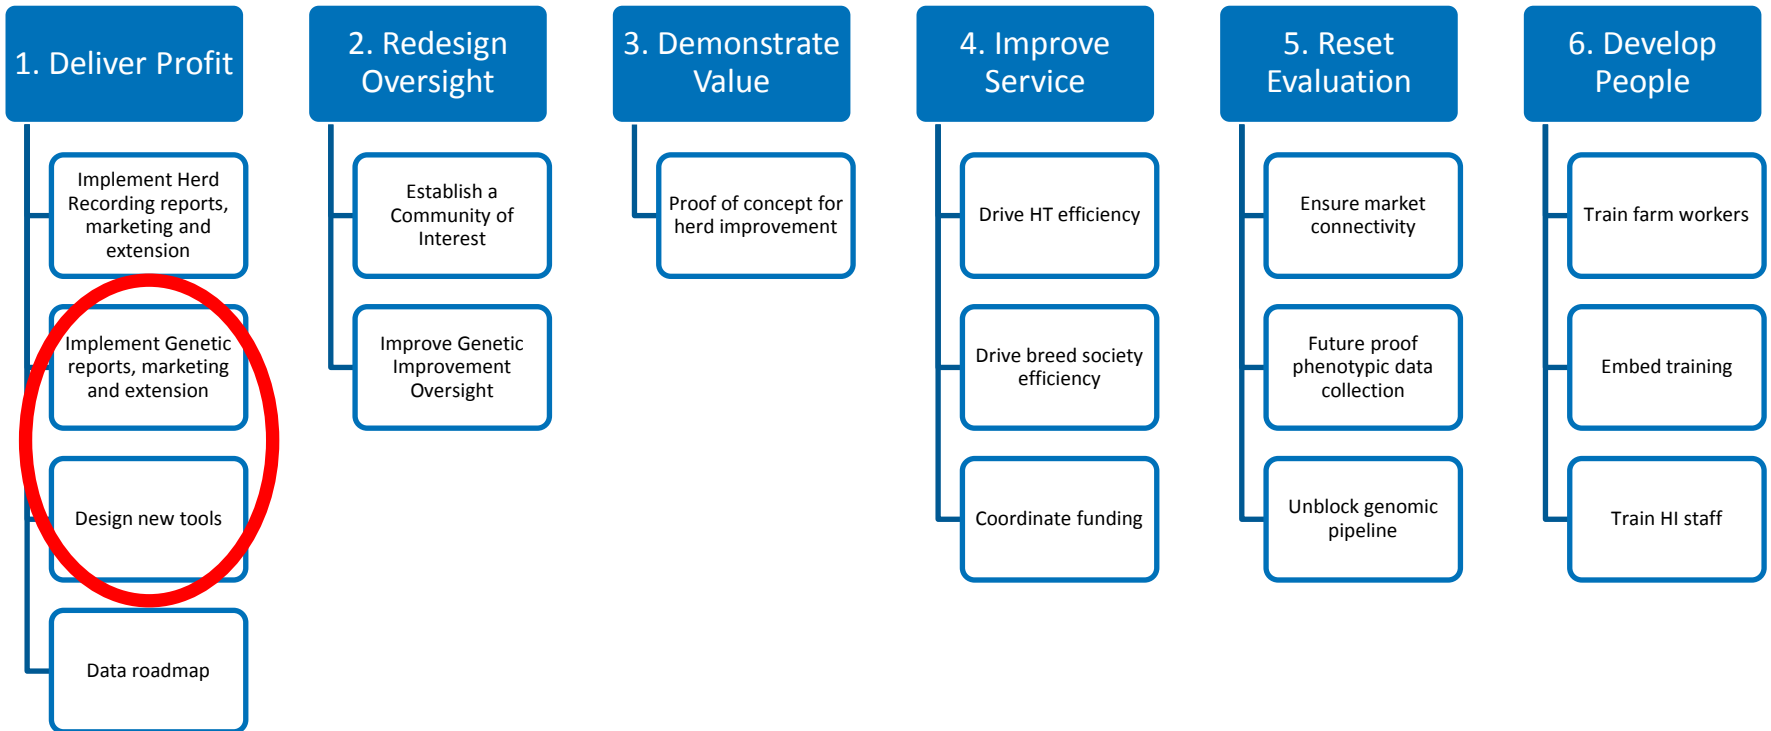 1. Deliver Profit
Implement Herd
Recording reports,
marketing and
extension
Implement Genetic
reports, marketing
and extension
Design new tools
Data roadmap
2. Redesign
Oversight
Establish a
Community of
Interest
Improve Genetic
Improvement
Oversight
3. Demonstrate
Value
Proof of concept for
herd improvement
4. Improve
Service
Drive HT efficiency
Drive breed society
efficiency
Coordinate funding
5. Reset
Evaluation
Ensure market
connectivity
Future proof
phenotypic data
collection
Unblock genomic
pipeline
6. Develop
People
Train farm workers
Embed training
Train HI staff